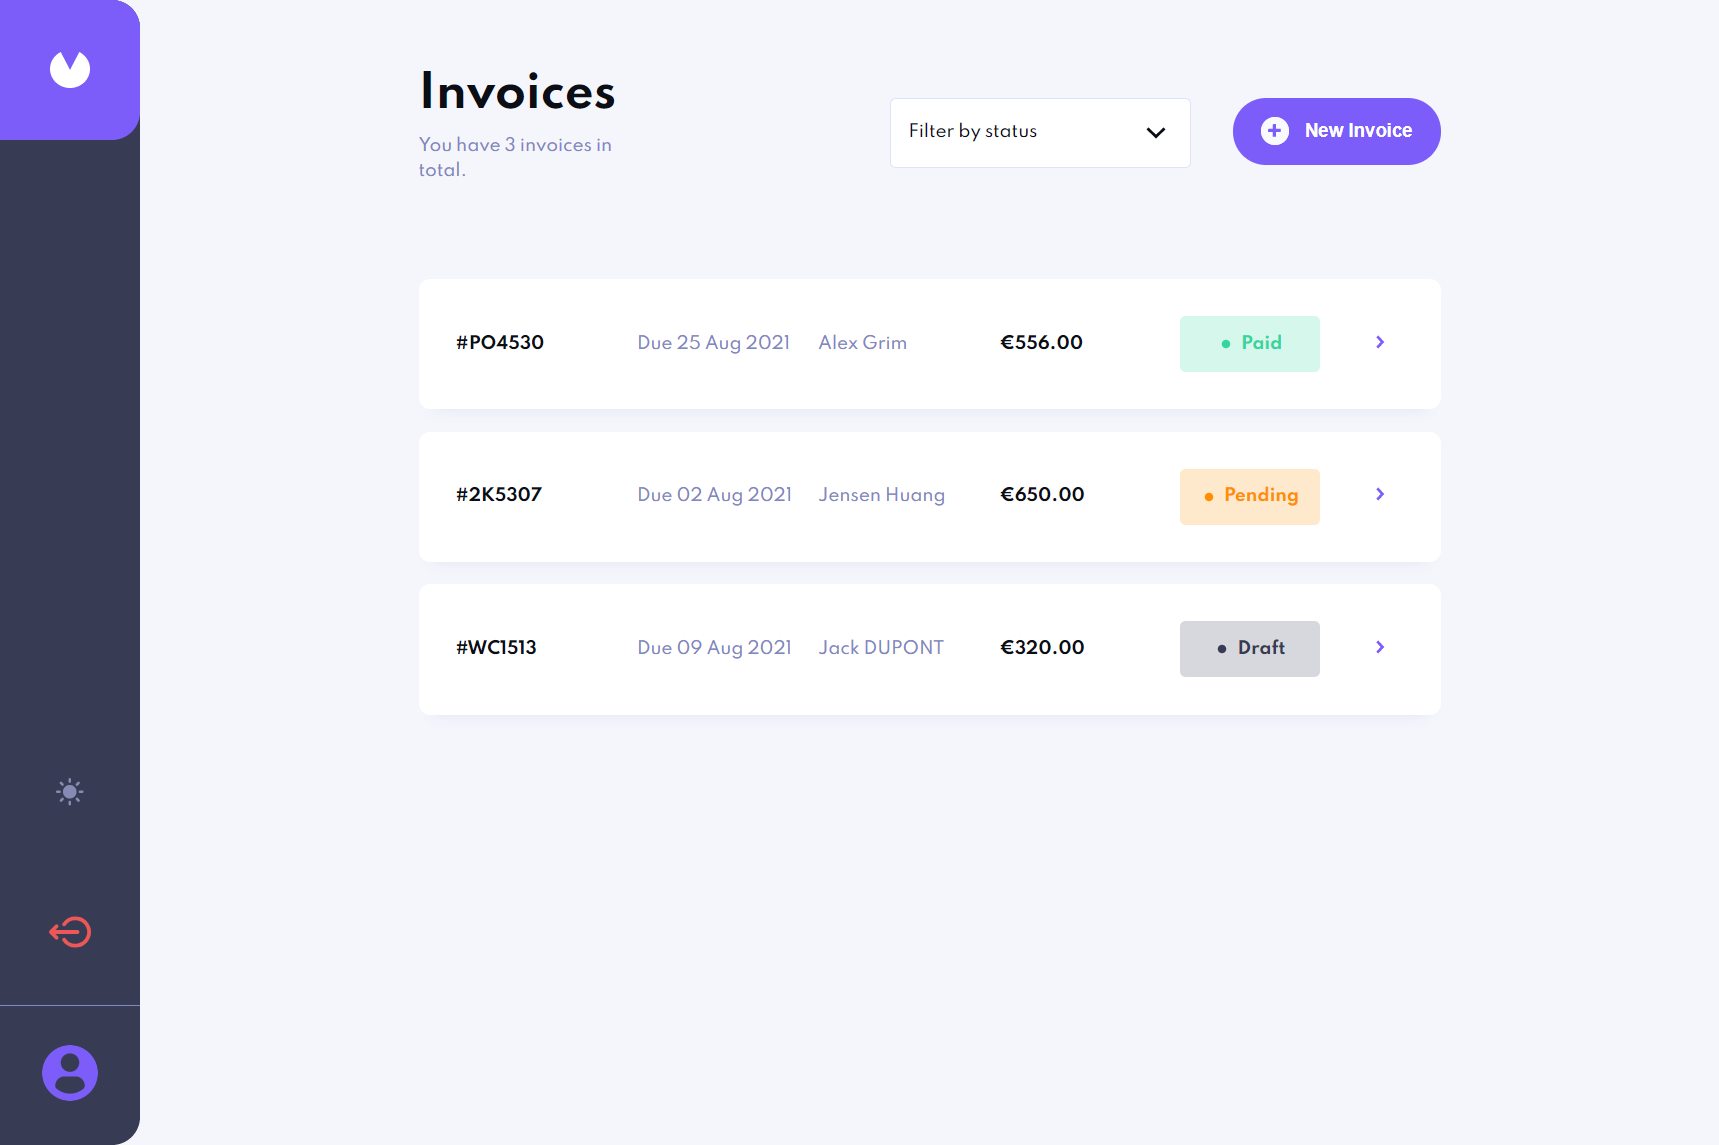 Invoices
You have 3 invoices in
total.
Filter by status
New Invoice
#PO4530 Due 25 Aug 2021 Alex Grim €556.00 Paid
#2K5307 Due 02 Aug 2021 Jensen Huang €650.00 Pending
#WC1513 Due 09 Aug 2021 Jack DUPONT €320.00 Draft